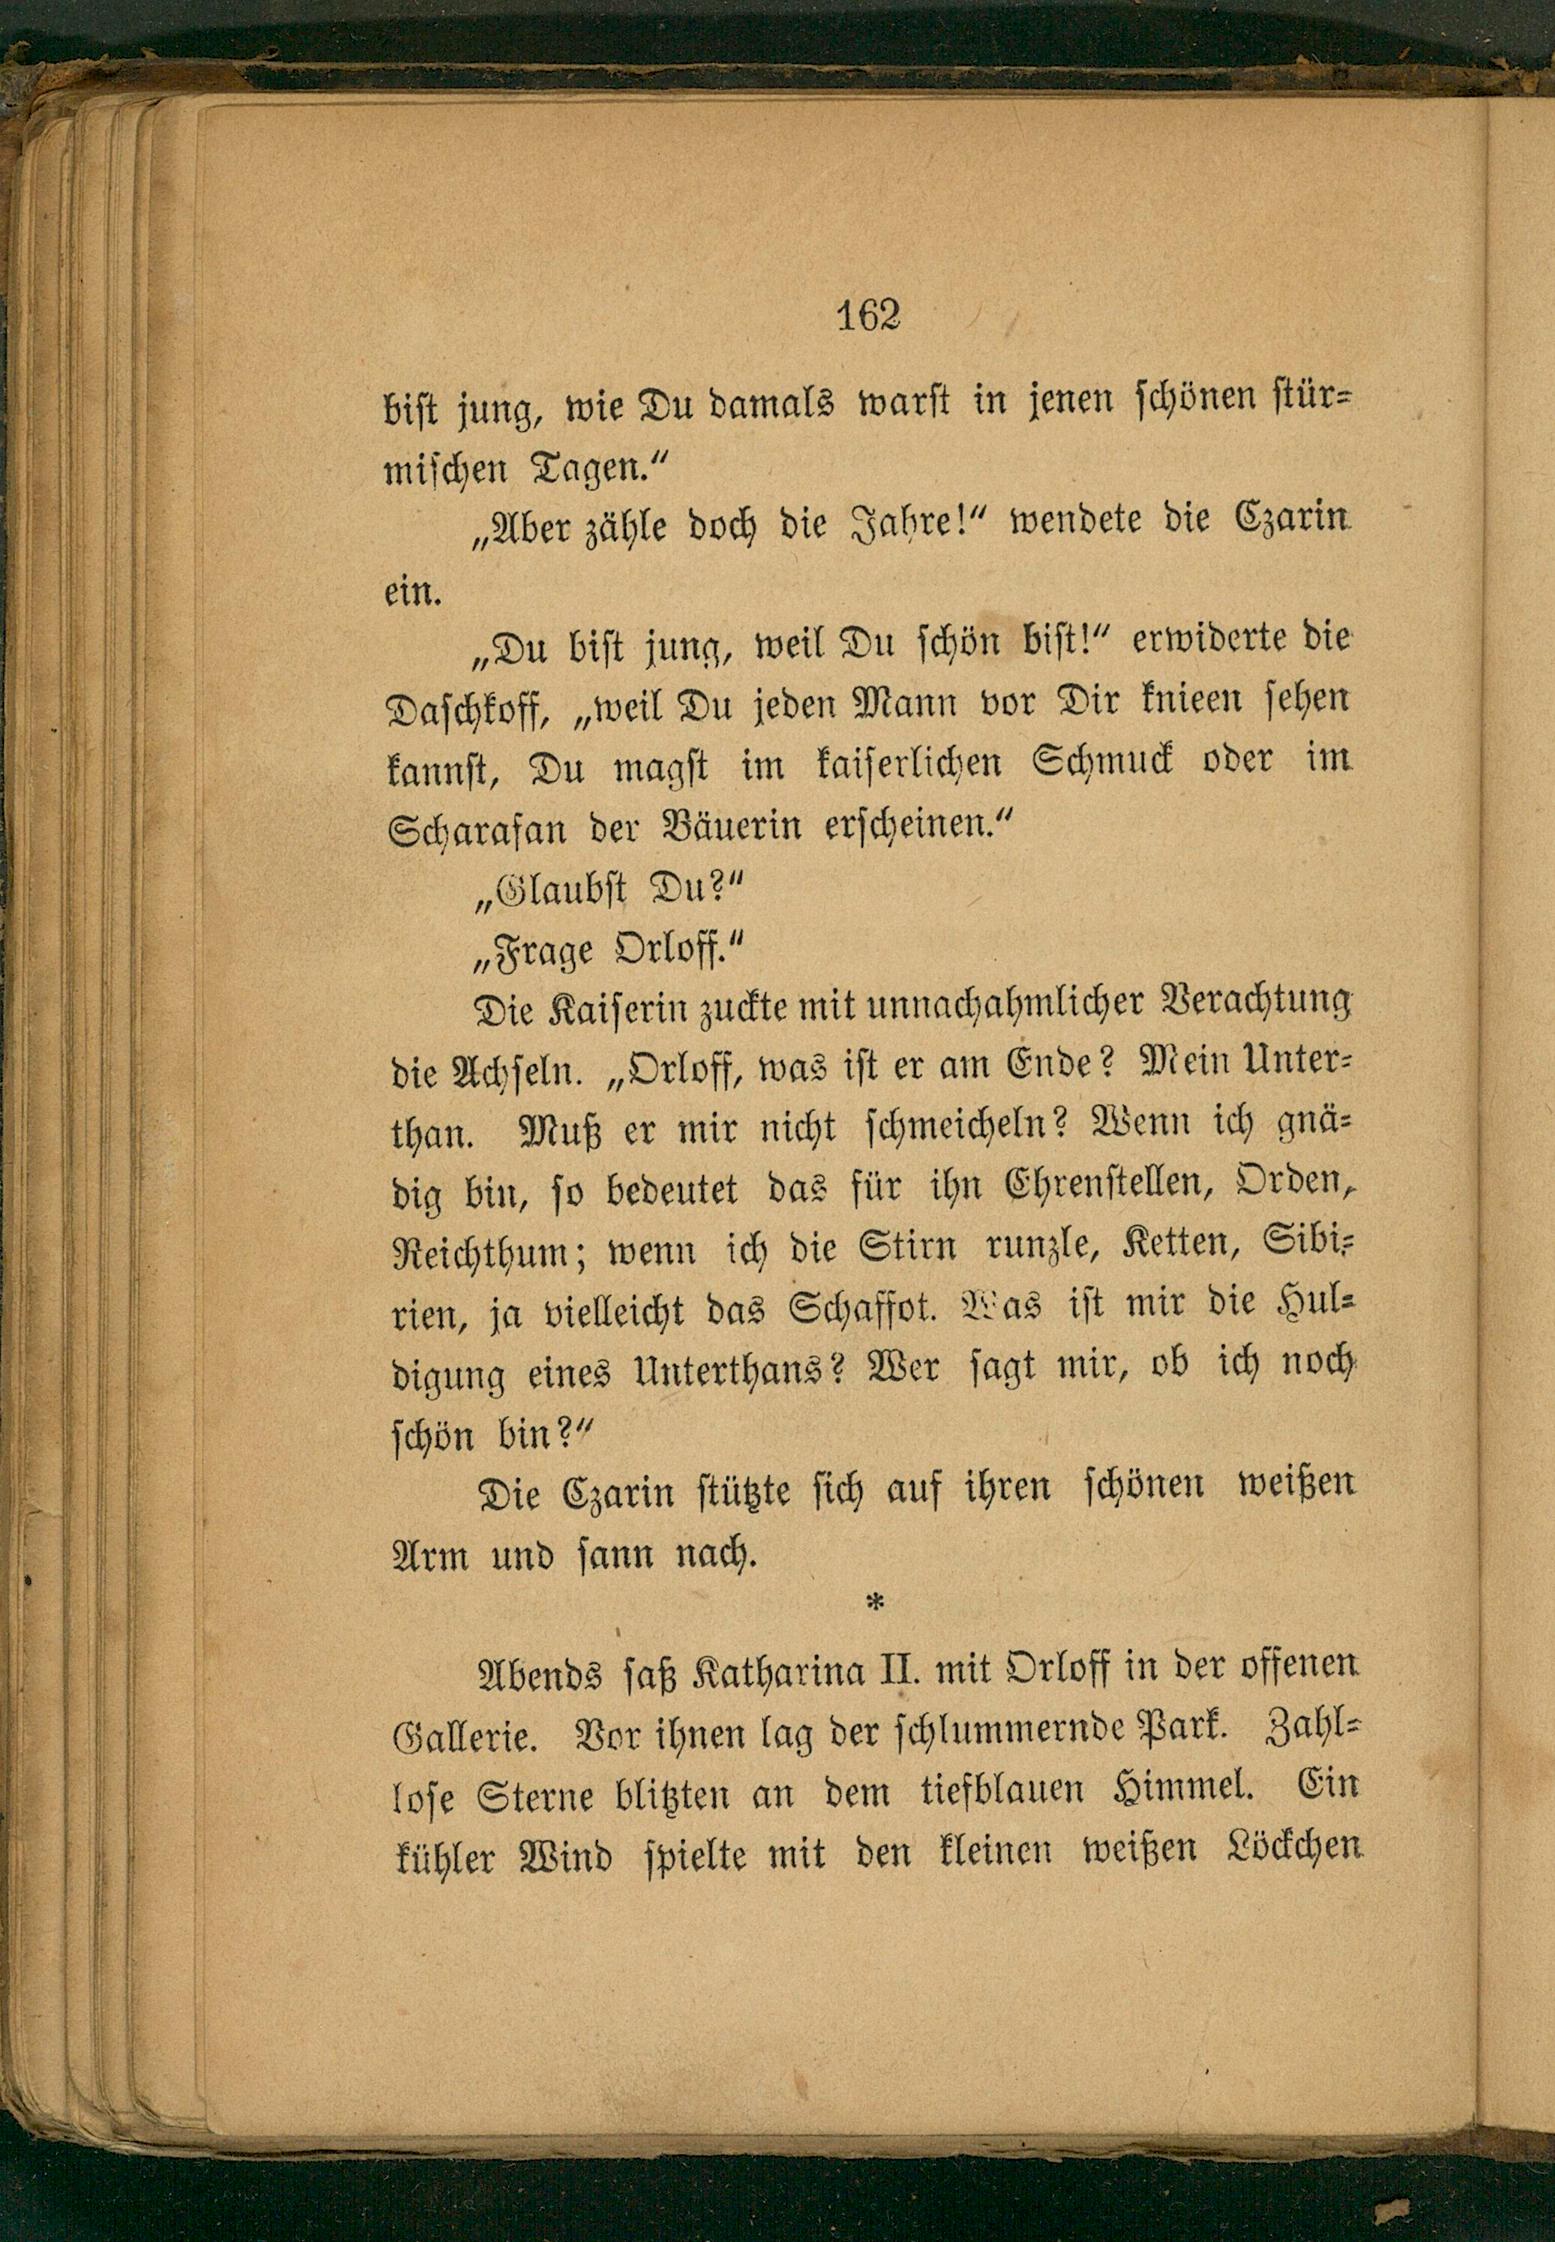 162
bist jung, wie Du damals warst in jenen schönen stür-
mischen Tagen.“
„Aber zähle doch die Jahre!“ wendete die Czarin
ein.
„Du bist jung, weil Du schön bist!“ erwiderte die
Daschkoff, „weil Du jeden Mann vor Dir knieen sehen
kannst, Du magst im kaiserlichen Schmuck oder im
Scharafan der Bäuerin erscheinen.“
„Glaubst Du?“
„Frage Orloff.“
Die Kaiserin zuckte mit unnachahmlicher Verachtung
die Achseln. „Orloff, was ist er am Ende? Mein Unter-
than. Muß er mir nicht schmeicheln? Wenn ich gnä-
dig bin, so bedeutet das für ihn Ehrenstellen, Orden,
Reichthum; wenn ich die Stirn runzle, Ketten, Sibi-
rien, ja vielleicht das Schaffot. Was ist mir die Hul-
digung eines Unterthans? Wer sagt mir, ob ich noch
schön bin?“
Die Czarin stützte sich auf ihren schönen weißen
Arm und sann nach.
*
Abends saß Katharina II. mit Orloff in der offenen
Gallerie. Vor ihnen lag der schlummernde Park. Zahl-
lose Sterne blitzten an dem tiefblauen Himmel. Ein
kühler Wind spielte mit den kleinen weißen Löckchen